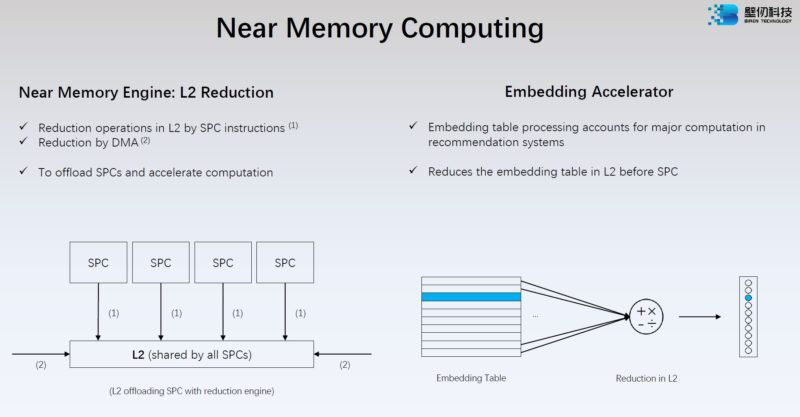 壁仞科技
BIREN TECHNOLOGY
Near Memory Computing
Near Memory Engine: L2 Reduction
✓ Reduction operations in L2 by SPC instructions (1)
✓ Reduction by DMA (2)
✓ To offload SPCs and accelerate computation
SPC SPC SPC SPC
(1) (1) (1) (1)
L2 (shared by all SPCs)
(2) (2)
(L2 offloading SPC with reduction engine)
Embedding Accelerator
✓ Embedding table processing accounts for major computation in
recommendation systems
✓ Reduces the embedding table in L2 before SPC
...
+ ×
- ÷
Embedding Table
Reduction in L2